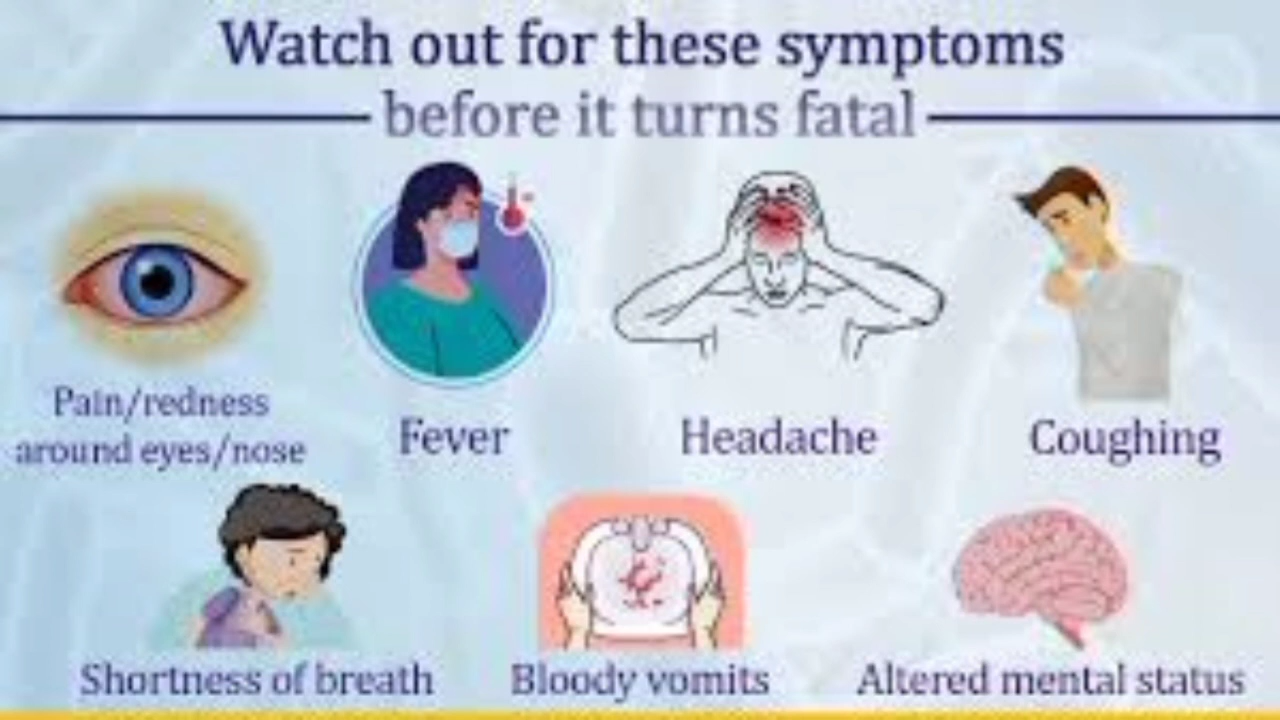 Watch out for these symptoms
before it turns fatal
Pain/redness
around eyes/nose
Fever
Headache
Coughing
Shortness of breath
Bloody vomits
Altered mental status